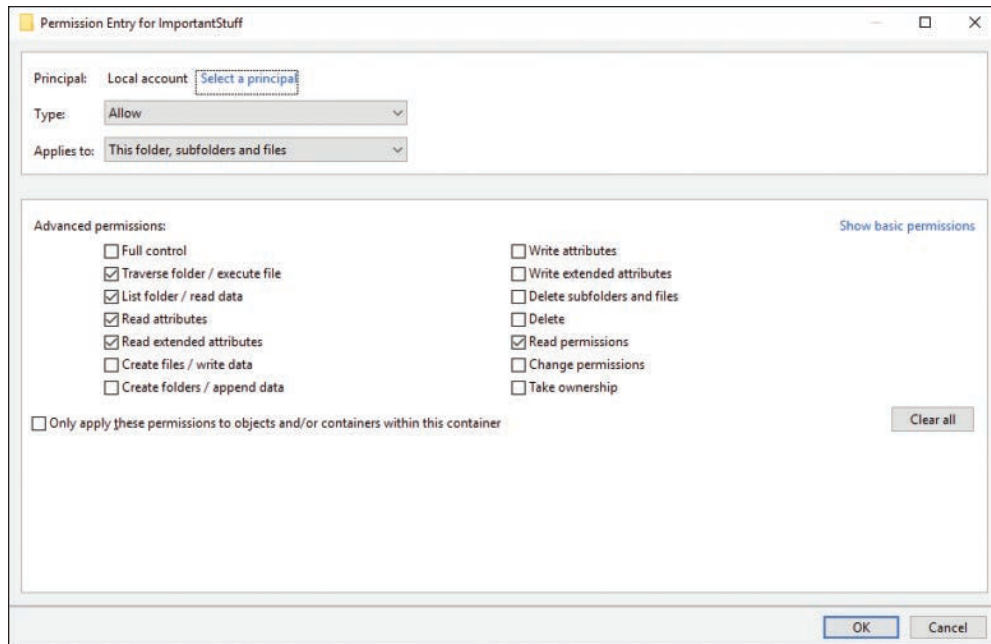 Permission Entry for ImportantStuff
Principal: Local account Select a principal
Type: Allow
Applies to: This folder, subfolders and files
Advanced permissions: Show basic permissions
Full control Write attributes
Traverse folder / execute file Write extended attributes
List folder / read data Delete subfolders and files
Read attributes Delete
Read extended attributes Read permissions
Create files / write data Change permissions
Create folders / append data Take ownership
Only apply these permissions to objects and/or containers within this container Clear all
OK Cancel